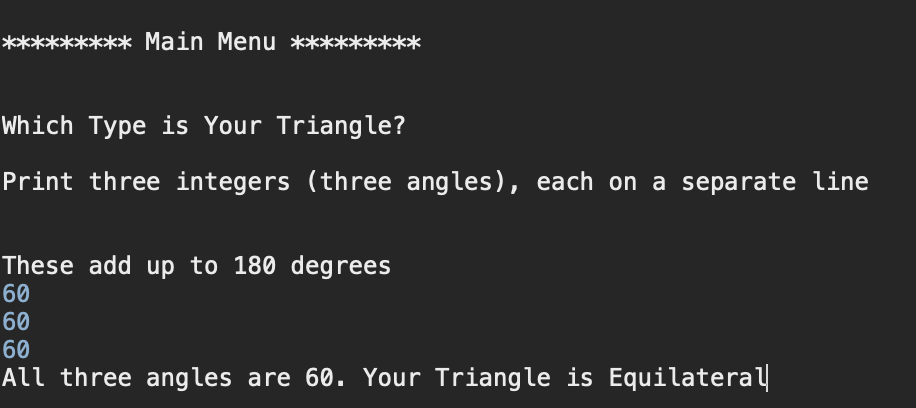 ********* Main Menu *********
Which Type is Your Triangle?
Print three integers (three angles), each on a separate line
These add up to 180 degrees
60
60
60
All three angles are 60. Your Triangle is Equilateral